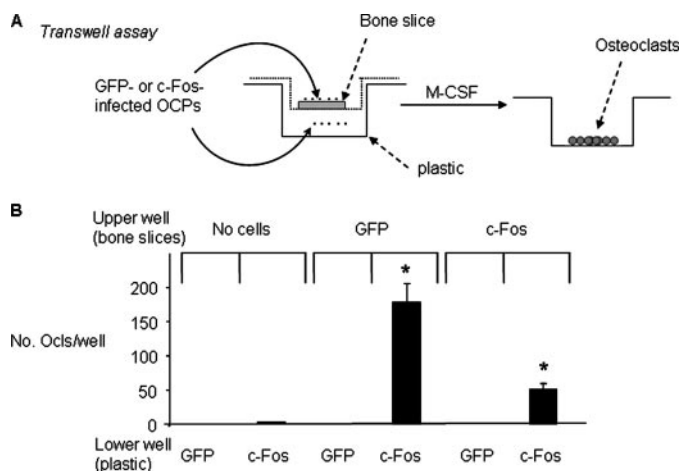 A
Transwell assay
Bone slice
Osteoclasts
GFP- or c-Fos-
infected OCPs
M-CSF
plastic
B
Upper well
(bone slices)
No cells GFP c-Fos
* *
No. Ocls/well
200
150
100
50
0
Lower well
(plastic)
GFP c-Fos GFP c-Fos GFP c-Fos